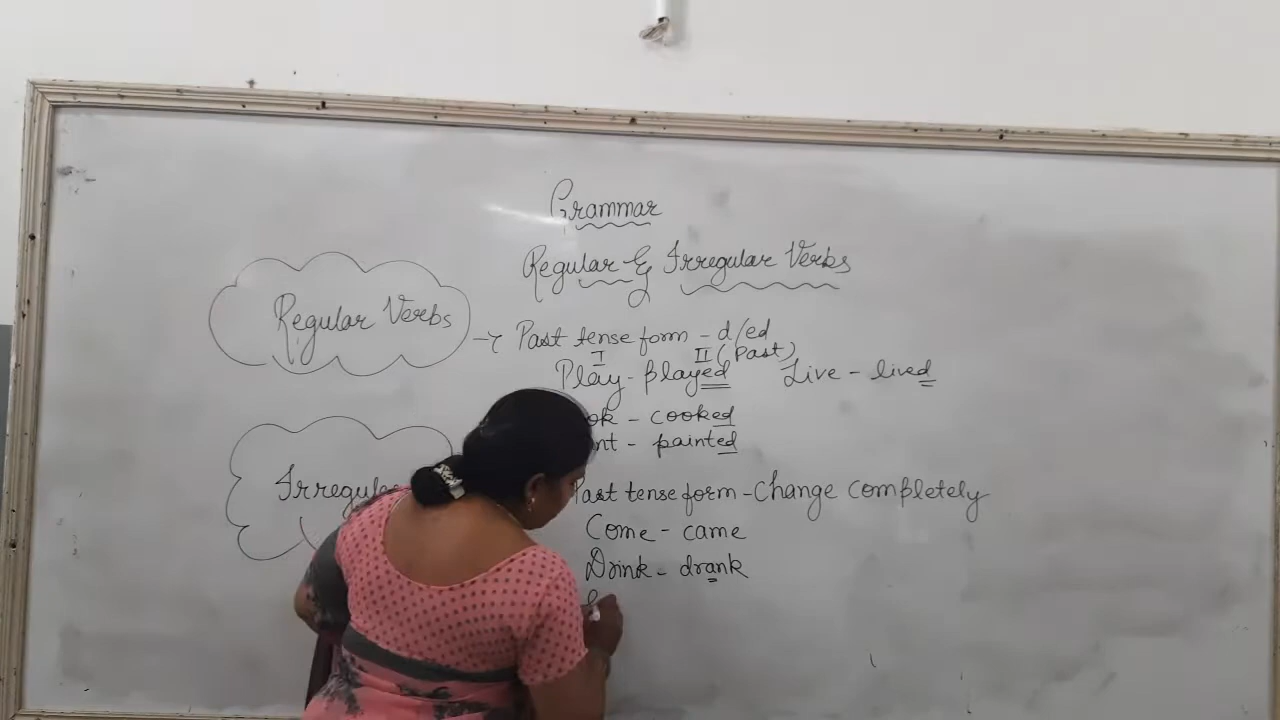 Grammar
Regular & Irregular Verbs
Regular Verbs
Past tense form - d/ed
I II (Past)
Play - played Live - lived
ok - cooked
nt - painted
Irregular
Past tense form - Change completely
Come - came
Drink - drank